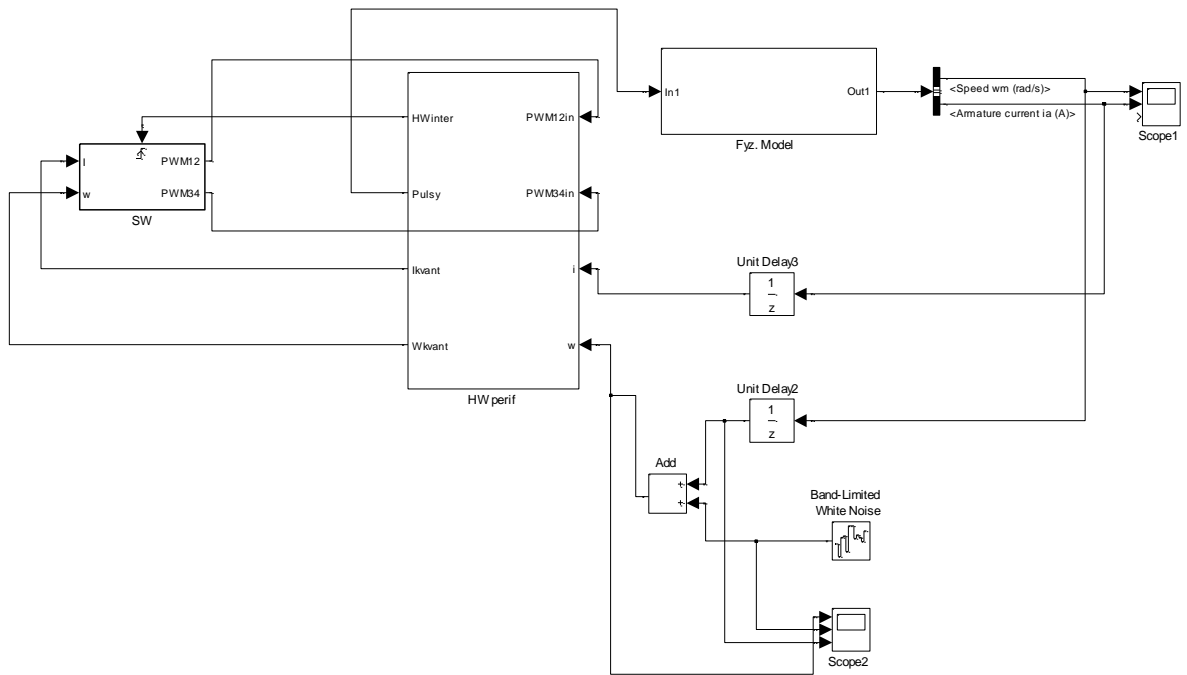 In1
Out1
Fyz. Model
<Speed wm (rad/s)>
<Armature current ia (A)>
Scope1
HWinter
PWM12in
Pulsy
PWM34in
Ikvant
i
Wkvant
w
HW perif
I
PWM12
w
PWM34
SW
Unit Delay3
1
z
Unit Delay2
1
z
Add
+
+
Band-Limited
White Noise
Scope2